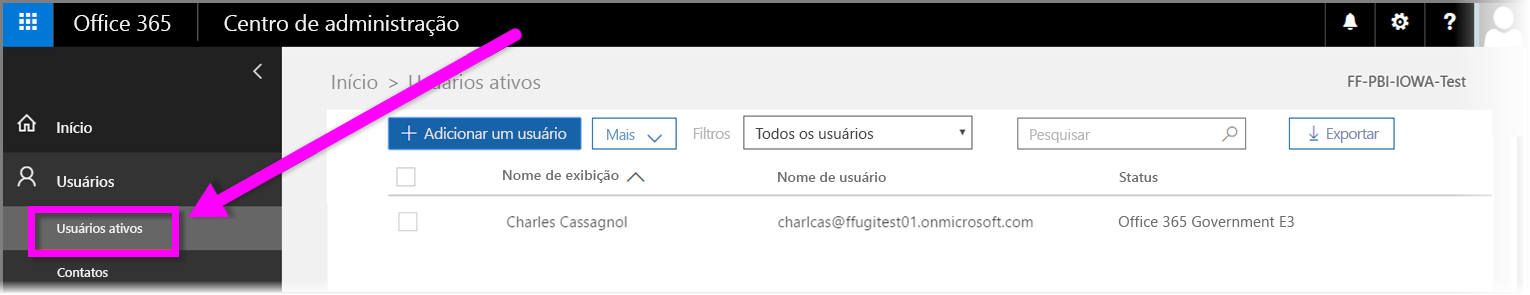 Office 365 Centro de administração ?
Início > Usuários ativos FF-PBI-IOWA-Test
Início
+ Adicionar um usuário Mais Filtros Todos os usuários Pesquisar Exportar
Usuários
Nome de exibição Nome de usuário Status
Usuários ativos
Charles Cassagnol charlcas@ffugitest01.onmicrosoft.com Office 365 Government E3
Contatos